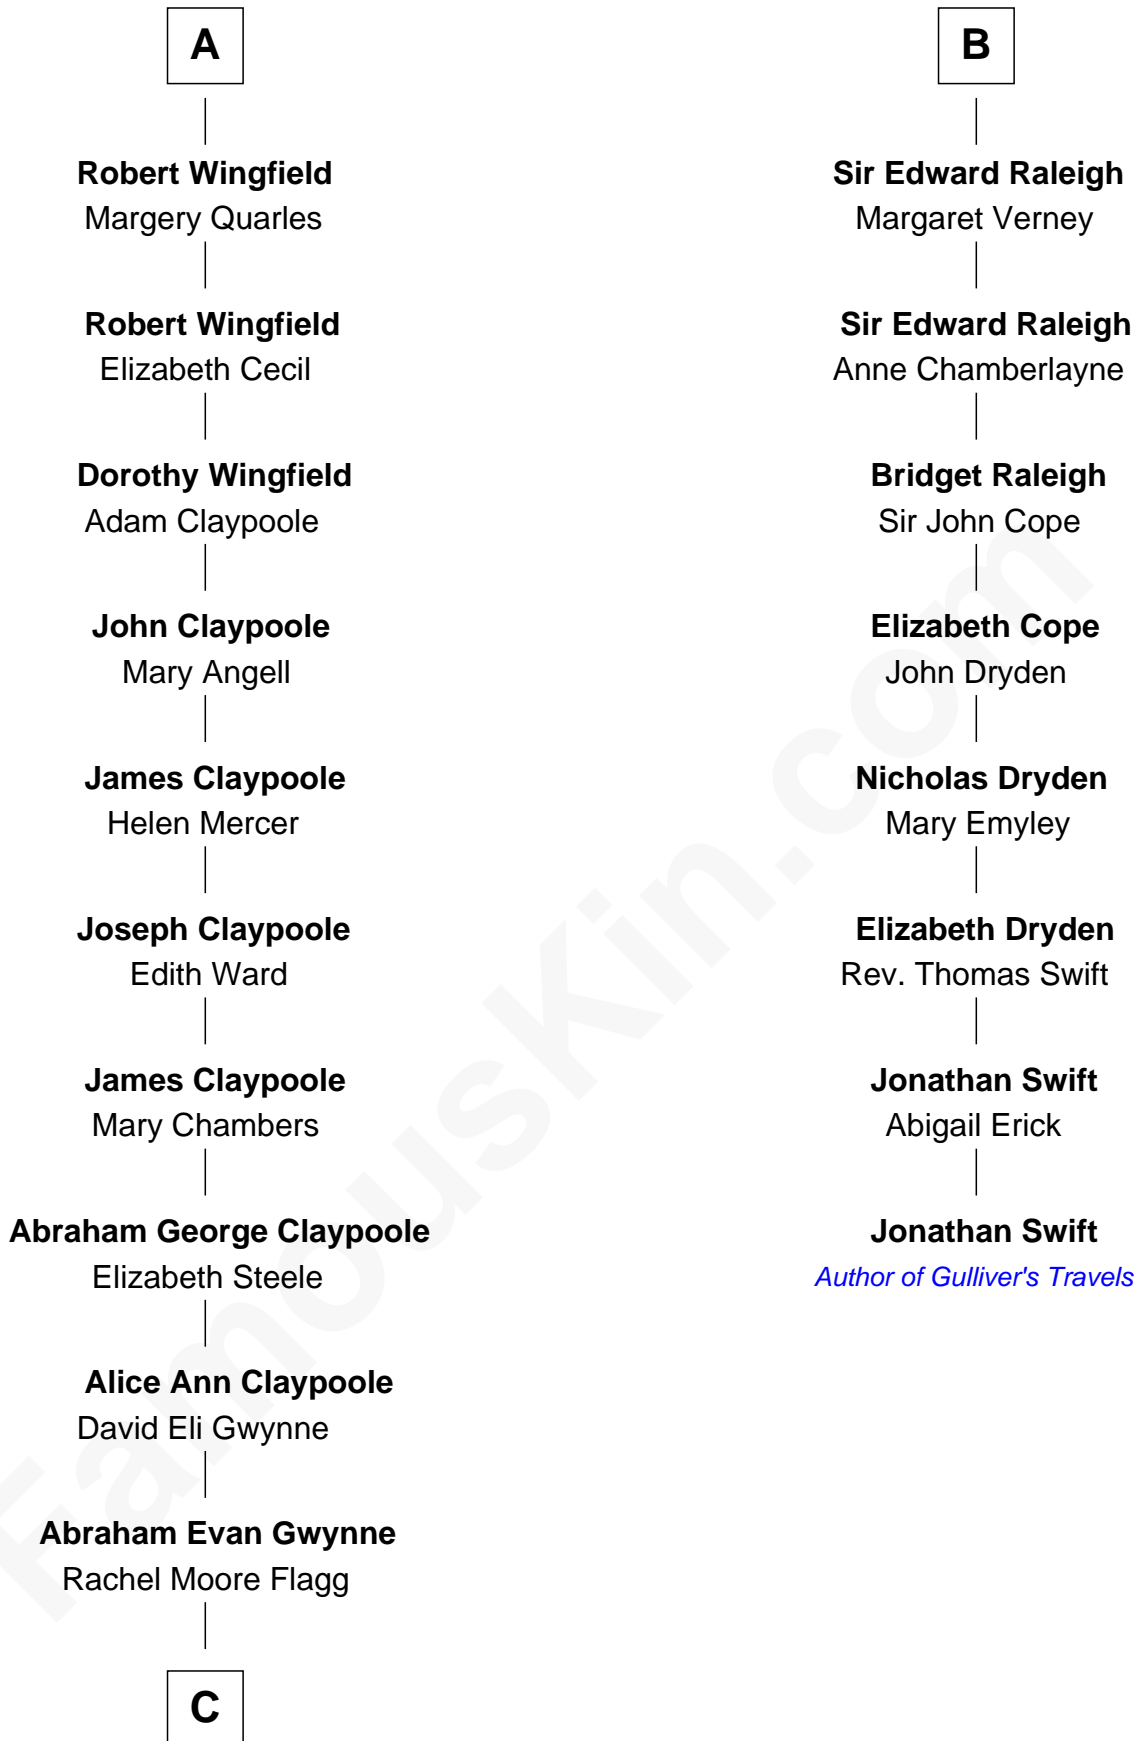 A
Robert Wingfield
Margery Quarles
Robert Wingfield
Elizabeth Cecil
Dorothy Wingfield
Adam Claypoole
John Claypoole
Mary Angell
James Claypoole
Helen Mercer
Joseph Claypoole
Edith Ward
James Claypoole
Mary Chambers
Abraham George Claypoole
Elizabeth Steele
Alice Ann Claypoole
David Eli Gwynne
Abraham Evan Gwynne
Rachel Moore Flagg
C
B
Sir Edward Raleigh
Margaret Verney
Sir Edward Raleigh
Anne Chamberlayne
Bridget Raleigh
Sir John Cope
Elizabeth Cope
John Dryden
Nicholas Dryden
Mary Emyley
Elizabeth Dryden
Rev. Thomas Swift
Jonathan Swift
Abigail Erick
Jonathan Swift
Author of Gulliver's Travels
FamousKin.com